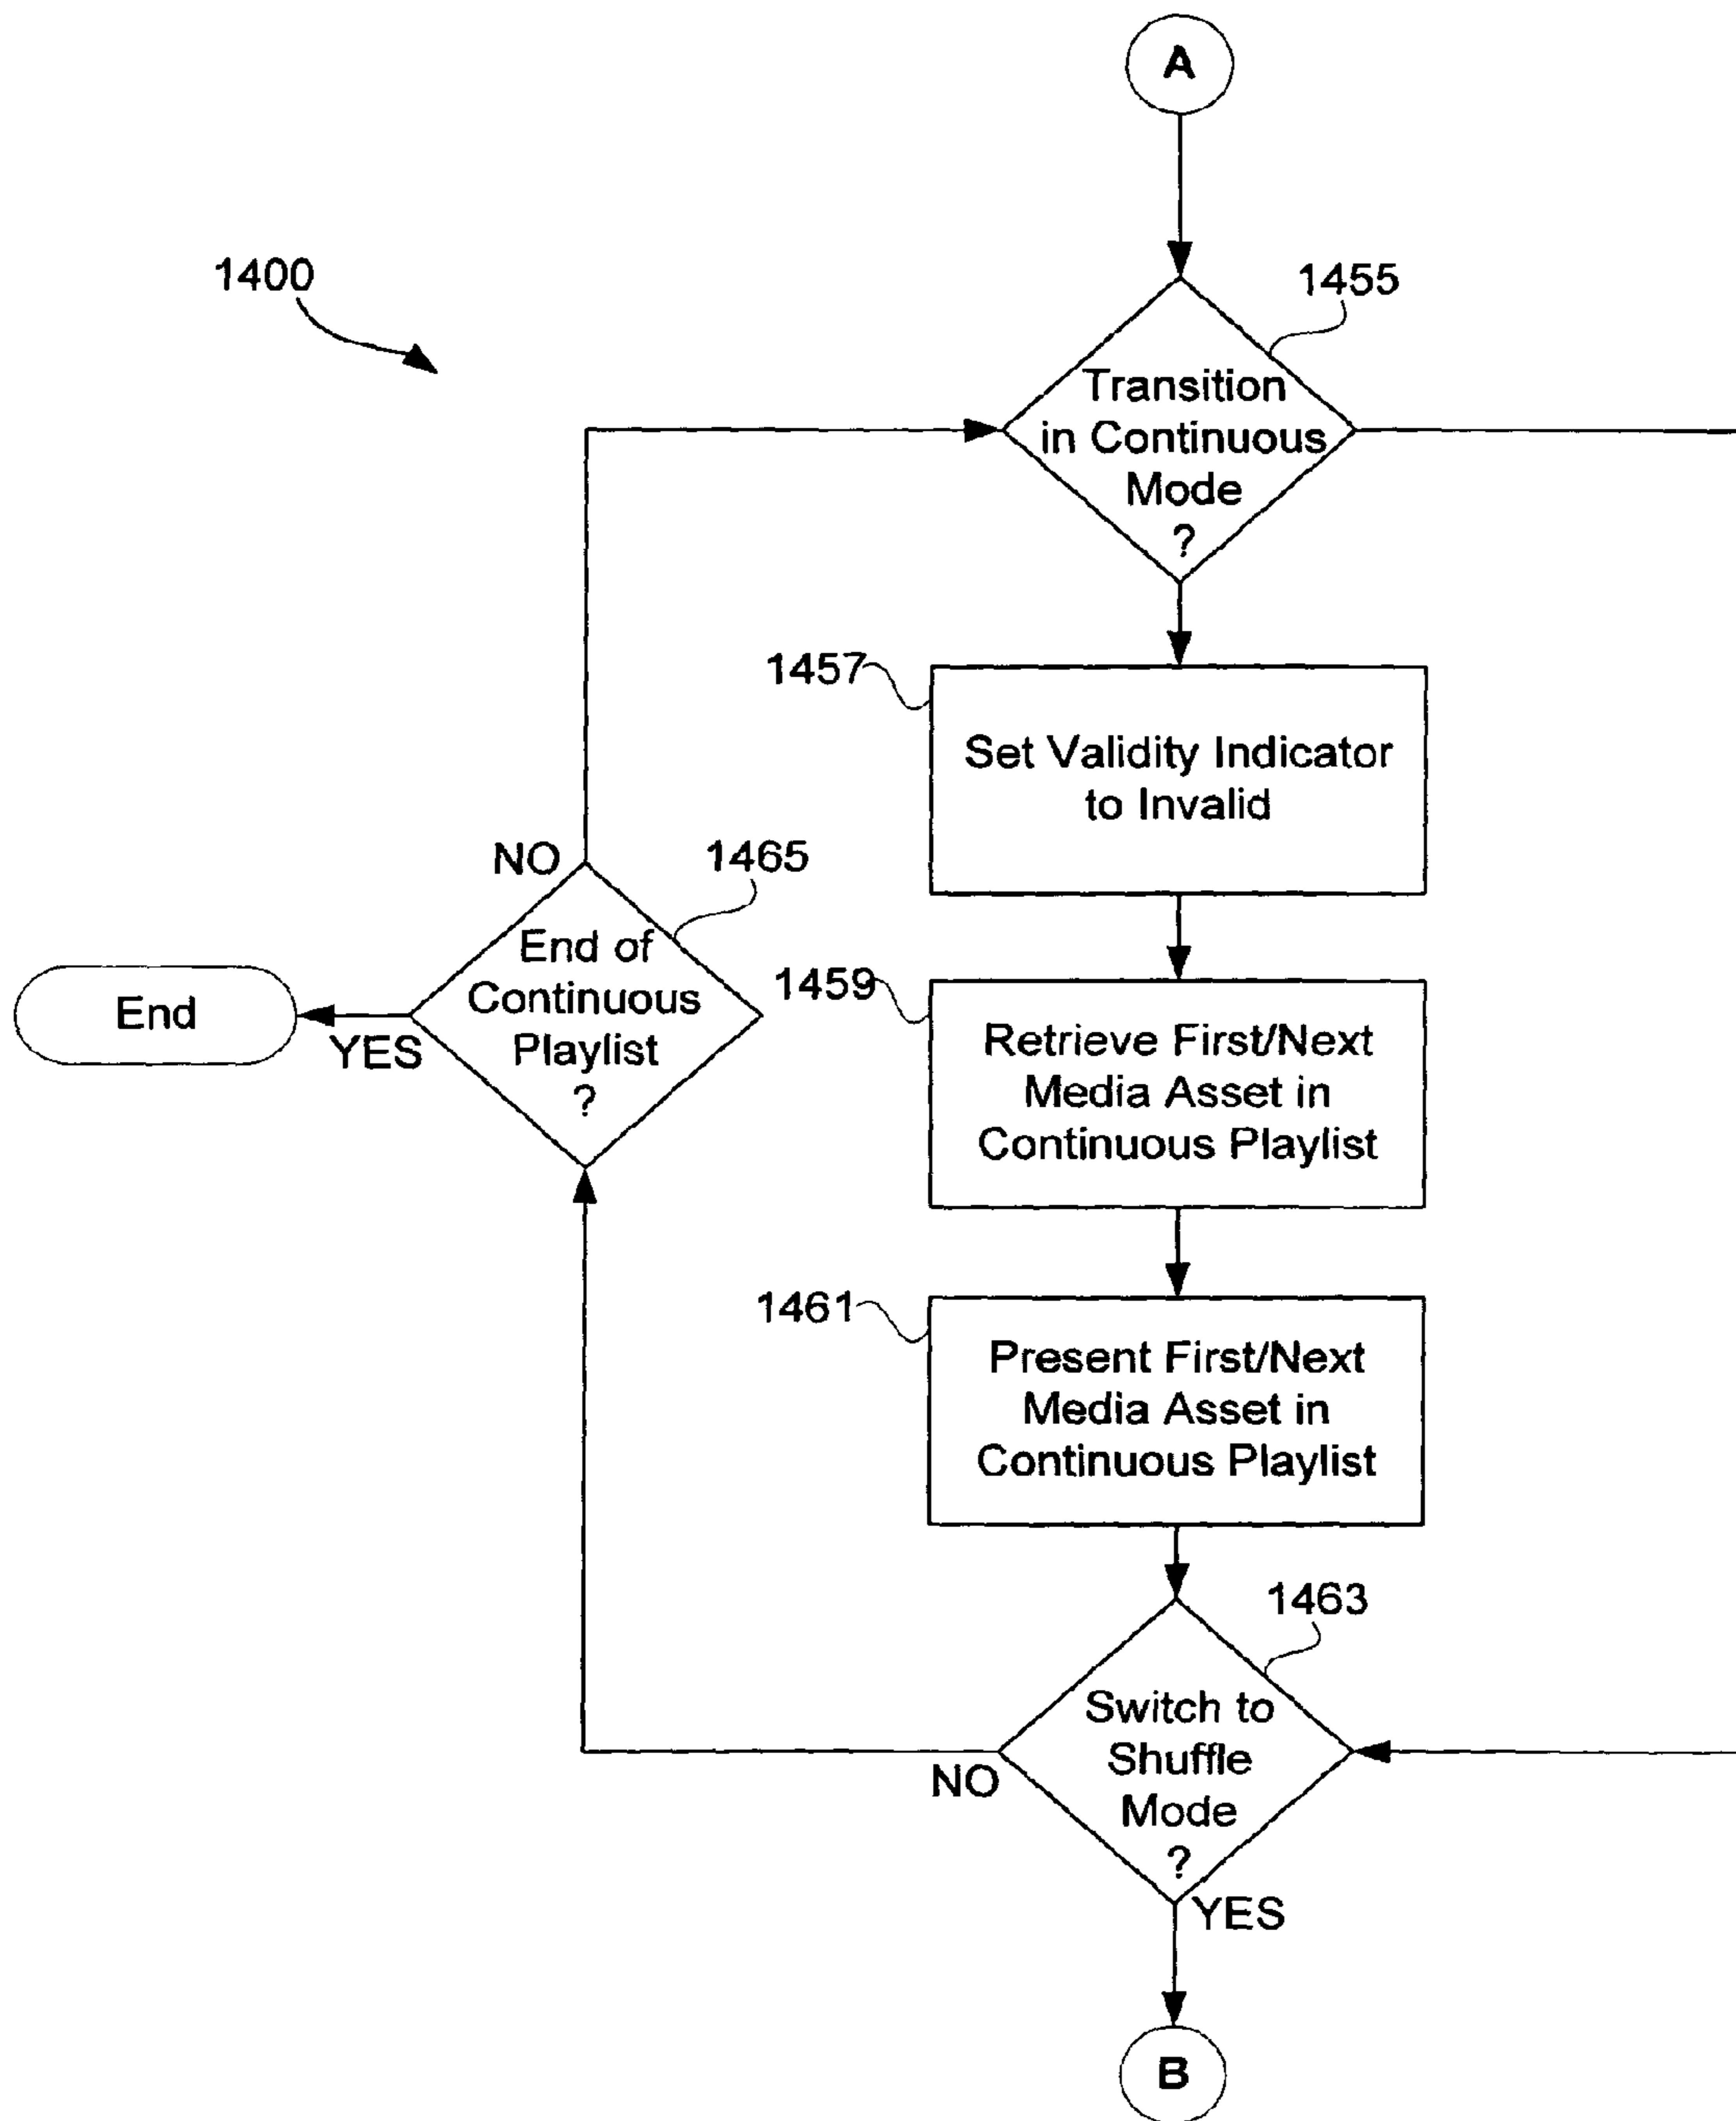 A
1400
1455
Transition
in Continuous
Mode
?
1457
Set Validity Indicator
to Invalid
NO
1465
End of
Continuous
Playlist
?
End
YES
1459
Retrieve First/Next
Media Asset in
Continuous Playlist
1461
Present First/Next
Media Asset in
Continuous Playlist
1463
Switch to
Shuffle
Mode
?
NO
YES
B